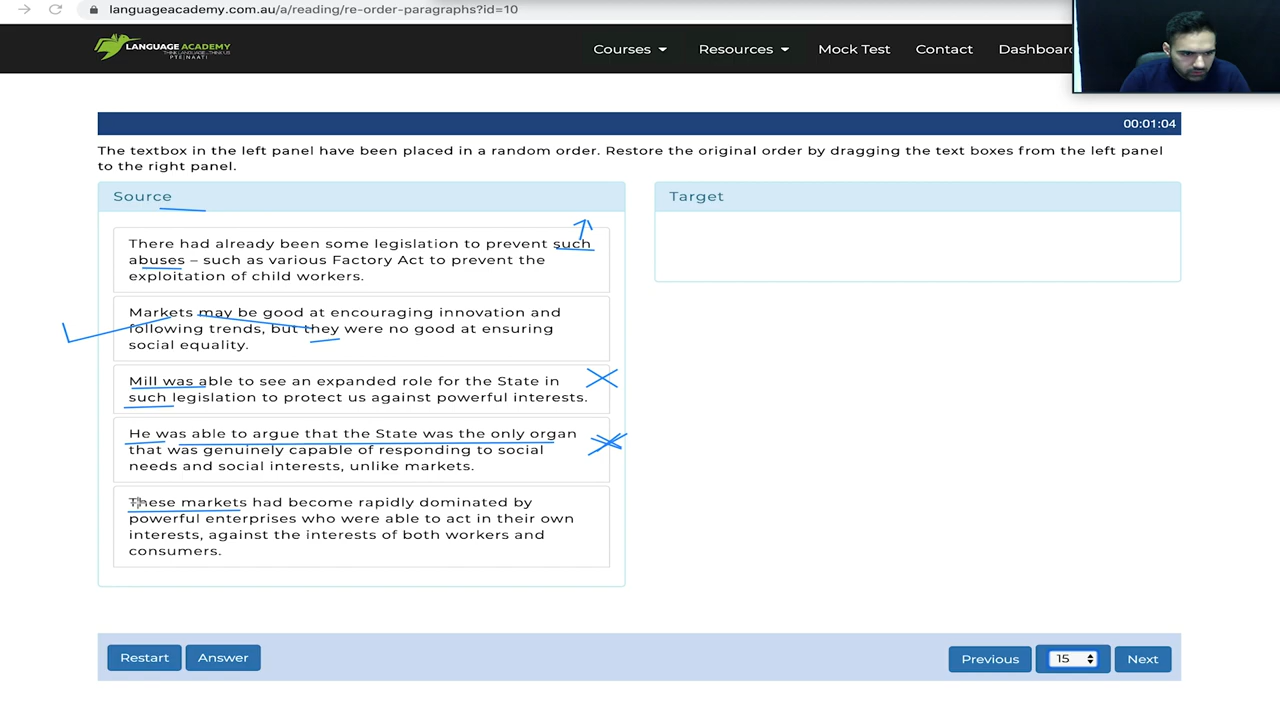 languageacademy.com.au/a/reading/re-order-paragraphs?id=10
LANGUAGE ACADEMY
THINK LANGUAGE - THINK US
PTE|NAATI
Courses Resources Mock Test Contact Dashboard
00:01:04
The textbox in the left panel have been placed in a random order. Restore the original order by dragging the text boxes from the left panel
to the right panel.
Source
There had already been some legislation to prevent such
abuses – such as various Factory Act to prevent the
exploitation of child workers.
Markets may be good at encouraging innovation and
following trends, but they were no good at ensuring
social equality.
Mill was able to see an expanded role for the State in
such legislation to protect us against powerful interests.
He was able to argue that the State was the only organ
that was genuinely capable of responding to social
needs and social interests, unlike markets.
These markets had become rapidly dominated by
powerful enterprises who were able to act in their own
interests, against the interests of both workers and
consumers.
Target
Restart Answer
Previous 15 Next